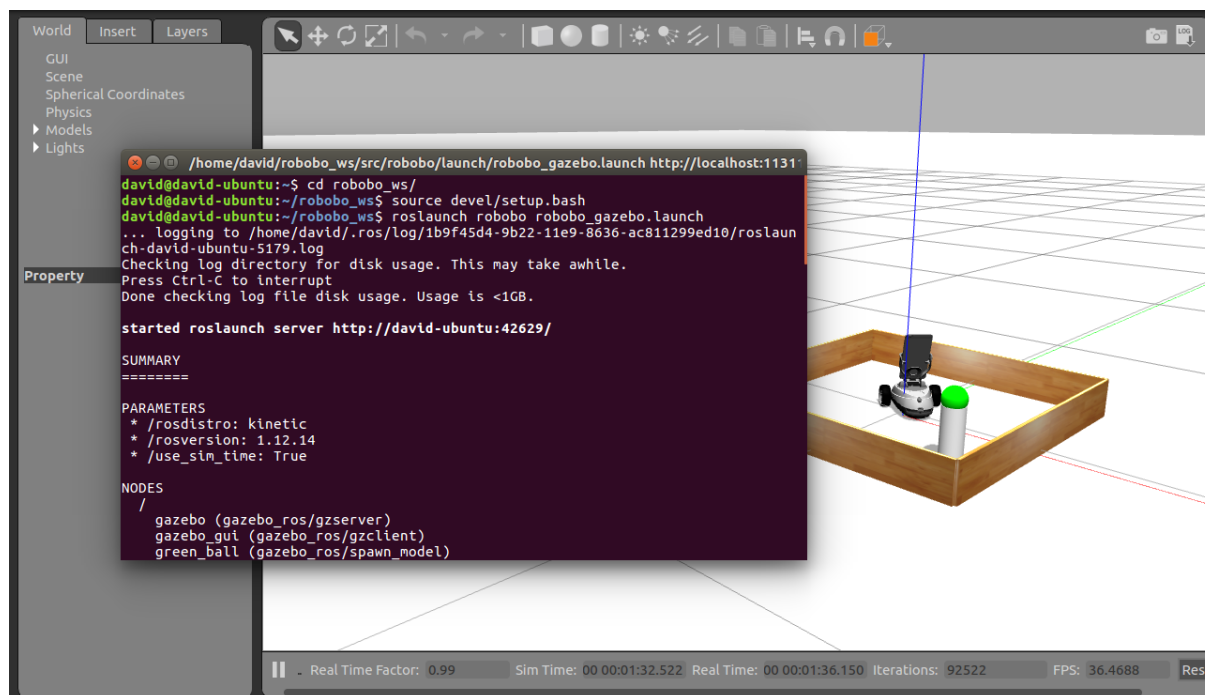 World Insert Layers
GUI
Scene
Spherical Coordinates
Physics
Models
Lights
Property
LOG
/home/david/robobo_ws/src/robobo/launch/robobo_gazebo.launch http://localhost:11311
david@david-ubuntu:~$ cd robobo_ws/
david@david-ubuntu:~/robobo_ws$ source devel/setup.bash
david@david-ubuntu:~/robobo_ws$ roslaunch robobo robobo_gazebo.launch
... logging to /home/david/.ros/log/1b9f45d4-9b22-11e9-8636-ac811299ed10/roslaun
ch-david-ubuntu-5179.log
Checking log directory for disk usage. This may take awhile.
Press Ctrl-C to interrupt
Done checking log file disk usage. Usage is <1GB.
started roslaunch server http://david-ubuntu:42629/
SUMMARY
========
PARAMETERS
* /rosdistro: kinetic
* /rosversion: 1.12.14
* /use_sim_time: True
NODES
/
gazebo (gazebo_ros/gzserver)
gazebo_gui (gazebo_ros/gzclient)
green_ball (gazebo_ros/spawn_model)
Real Time Factor: 0.99 Sim Time: 00 00:01:32.522 Real Time: 00 00:01:36.150 Iterations: 92522 FPS: 36.4688 Res